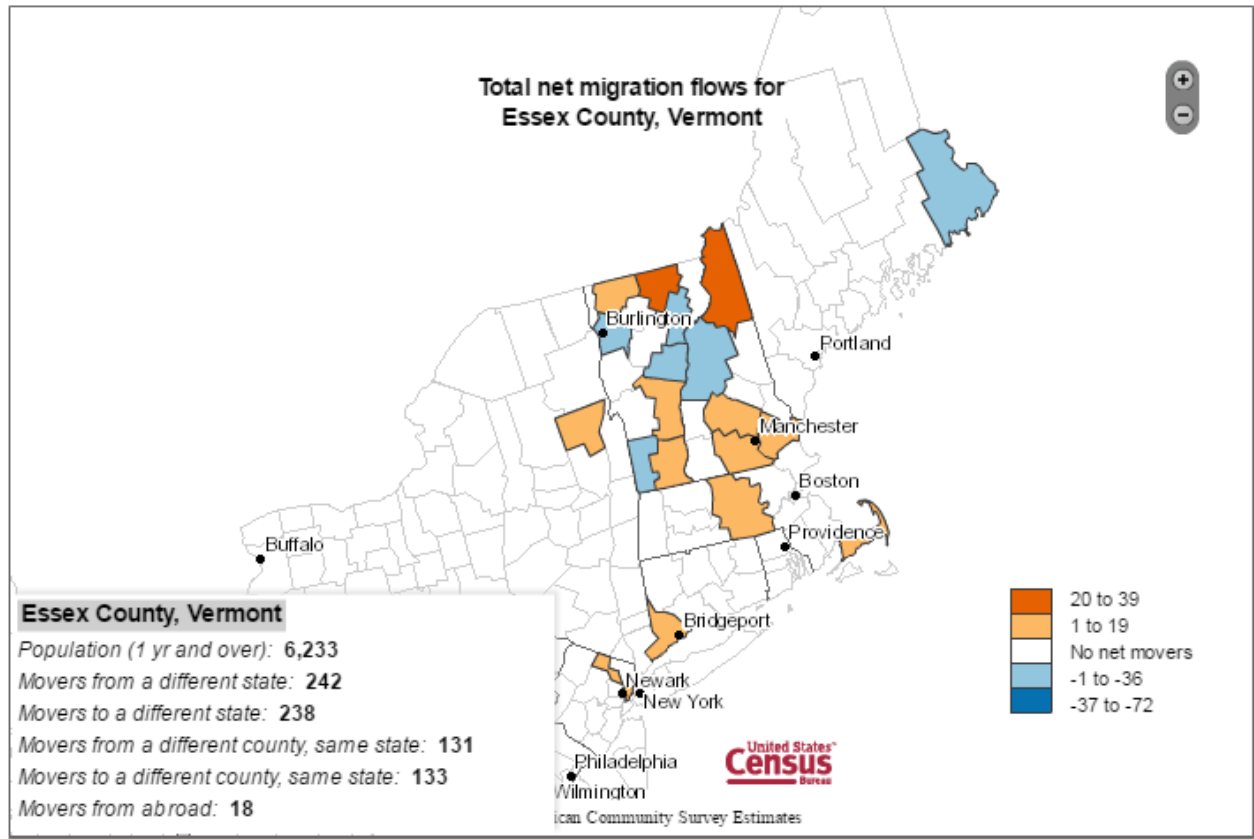 Total net migration flows for
Essex County, Vermont
+
−
Burlington
Portland
Manchester
Boston
Providence
Buffalo
Bridgeport
Newark
New York
Philadelphia
Wilmington
Essex County, Vermont
Population (1 yr and over): 6,233
Movers from a different state: 242
Movers to a different state: 238
Movers from a different county, same state: 131
Movers to a different county, same state: 133
Movers from abroad: 18
20 to 39
1 to 19
No net movers
-1 to -36
-37 to -72
United States™
Census
Bureau
ican Community Survey Estimates